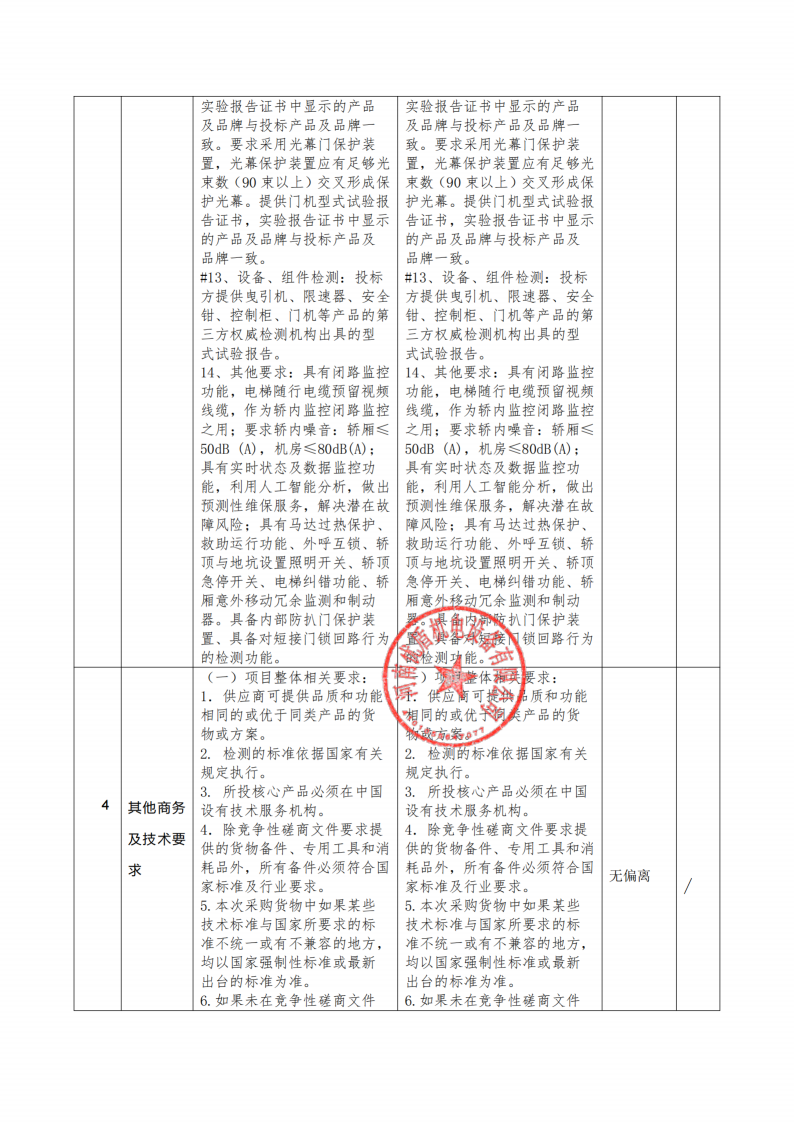 实验报告证书中显示的产品
及品牌与投标产品及品牌一
致。要求采用光幕门保护装
置，光幕保护装置应有足够光
束数（90 束以上）交叉形成保
护光幕。提供门机型式试验报
告证书，实验报告证书中显示
的产品及品牌与投标产品及
品牌一致。
#13、设备、组件检测：投标
方提供曳引机、限速器、安全
钳、控制柜、门机等产品的第
三方权威检测机构出具的型
式试验报告。
14、其他要求：具有闭路监控
功能，电梯随行电缆预留视频
线缆，作为轿内监控闭路监控
之用；要求轿内噪音：轿厢≤
50dB (A)，机房≤80dB(A)；
具有实时状态及数据监控功
能，利用人工智能分析，做出
预测性维保服务，解决潜在故
障风险；具有马达过热保护、
救助运行功能、外呼互锁、轿
顶与地坑设置照明开关、轿顶
急停开关、电梯纠错功能、轿
厢意外移动冗余监测和制动
器。具备内部防扒门保护装
置、具备对短接门锁回路行为
的检测功能。
实验报告证书中显示的产品
及品牌与投标产品及品牌一
致。要求采用光幕门保护装
置，光幕保护装置应有足够光
束数（90 束以上）交叉形成保
护光幕。提供门机型式试验报
告证书，实验报告证书中显示
的产品及品牌与投标产品及
品牌一致。
#13、设备、组件检测：投标
方提供曳引机、限速器、安全
钳、控制柜、门机等产品的第
三方权威检测机构出具的型
式试验报告。
14、其他要求：具有闭路监控
功能，电梯随行电缆预留视频
线缆，作为轿内监控闭路监控
之用；要求轿内噪音：轿厢≤
50dB (A)，机房≤80dB(A)；
具有实时状态及数据监控功
能，利用人工智能分析，做出
预测性维保服务，解决潜在故
障风险；具有马达过热保护、
救助运行功能、外呼互锁、轿
顶与地坑设置照明开关、轿顶
急停开关、电梯纠错功能、轿
厢意外移动冗余监测和制动
器。具备内部防扒门保护装
置、具备对短接门锁回路行为
的检测功能。
4
其他商务
及技术要
求
（一）项目整体相关要求：
1. 供应商可提供品质和功能
相同的或优于同类产品的货
物或方案。
2. 检测的标准依据国家有关
规定执行。
3. 所投核心产品必须在中国
设有技术服务机构。
4. 除竞争性磋商文件要求提
供的货物备件、专用工具和消
耗品外，所有备件必须符合国
家标准及行业要求。
5.本次采购货物中如果某些
技术标准与国家所要求的标
准不统一或有不兼容的地方，
均以国家强制性标准或最新
出台的标准为准。
6.如果未在竞争性磋商文件
（一）项目整体相关要求：
1. 供应商可提供品质和功能
相同的或优于同类产品的货
物或方案。
2. 检测的标准依据国家有关
规定执行。
3. 所投核心产品必须在中国
设有技术服务机构。
4. 除竞争性磋商文件要求提
供的货物备件、专用工具和消
耗品外，所有备件必须符合国
家标准及行业要求。
5.本次采购货物中如果某些
技术标准与国家所要求的标
准不统一或有不兼容的地方，
均以国家强制性标准或最新
出台的标准为准。
6.如果未在竞争性磋商文件
无偏离
/